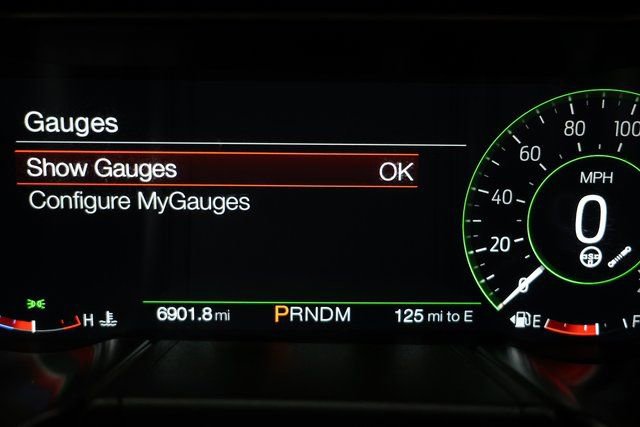 Gauges
Show Gauges OK
Configure MyGauges
0 20 40 60 80 100
MPH
0
S
H
6901.8 mi PRNDM 125 mi to E
E F